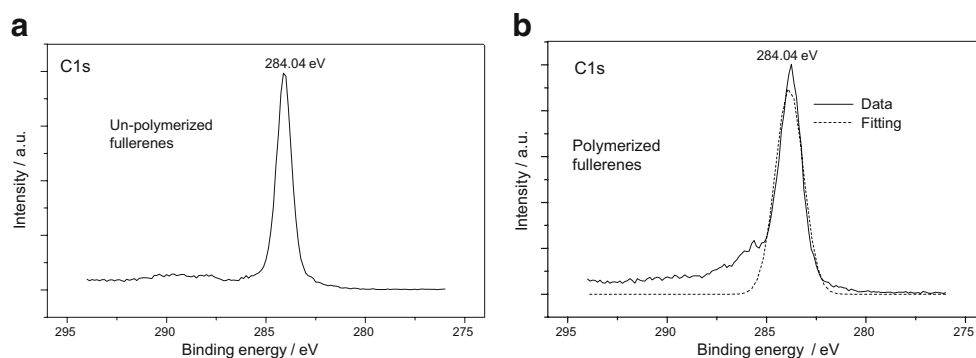 a
284.04 eV
C1s
Un-polymerized
fullerenes
Intensity / a.u.
295 290 285 280 275
Binding energy / eV
b
284.04 eV
C1s
Data
Fitting
Polymerized
fullerenes
Intensity / a.u.
295 290 285 280 275
Binding energy / eV